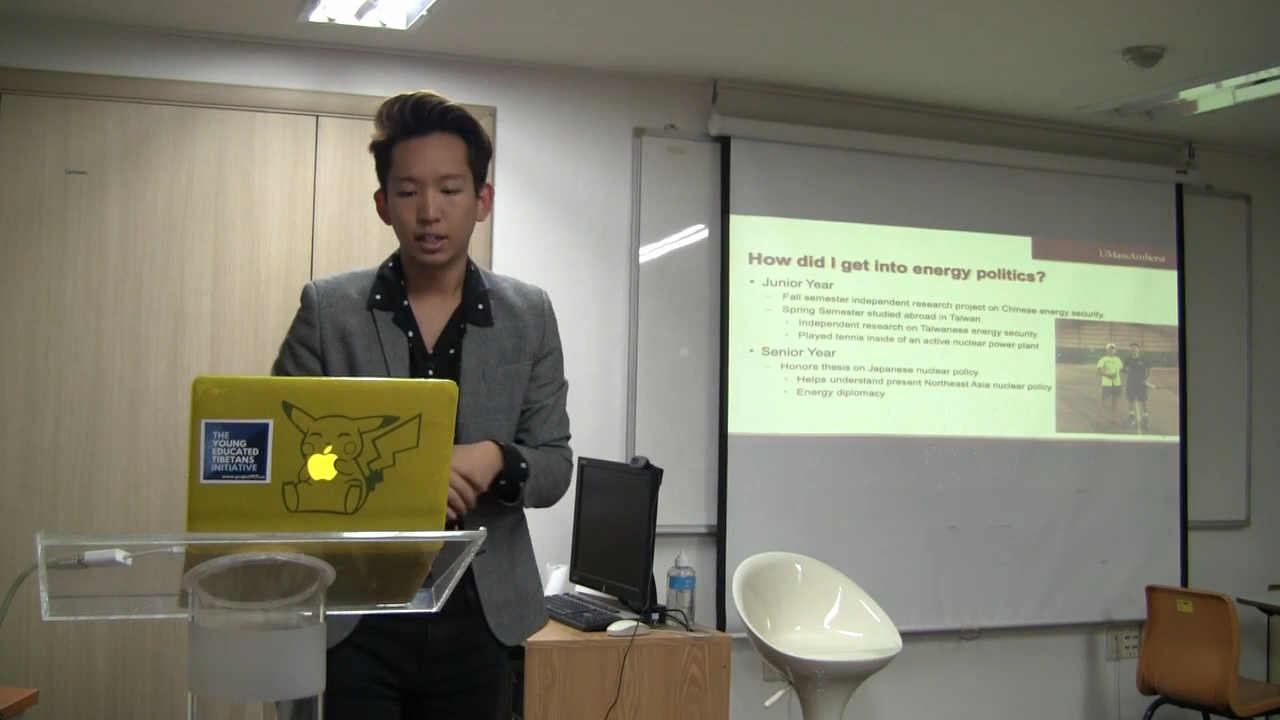 THE
YOUNG
EDUCATED
TIBETANS
INITIATIVE
UMassAmherst
How did I get into energy politics?
• Junior Year
– Fall semester independent research project on Chinese energy security.
– Spring Semester studied abroad in Taiwan
• Independent research on Taiwanese energy security.
• Played tennis inside of an active nuclear power plant
• Senior Year
– Honors thesis on Japanese nuclear policy
• Helps understand present Northeast Asia nuclear policy
• Energy diplomacy